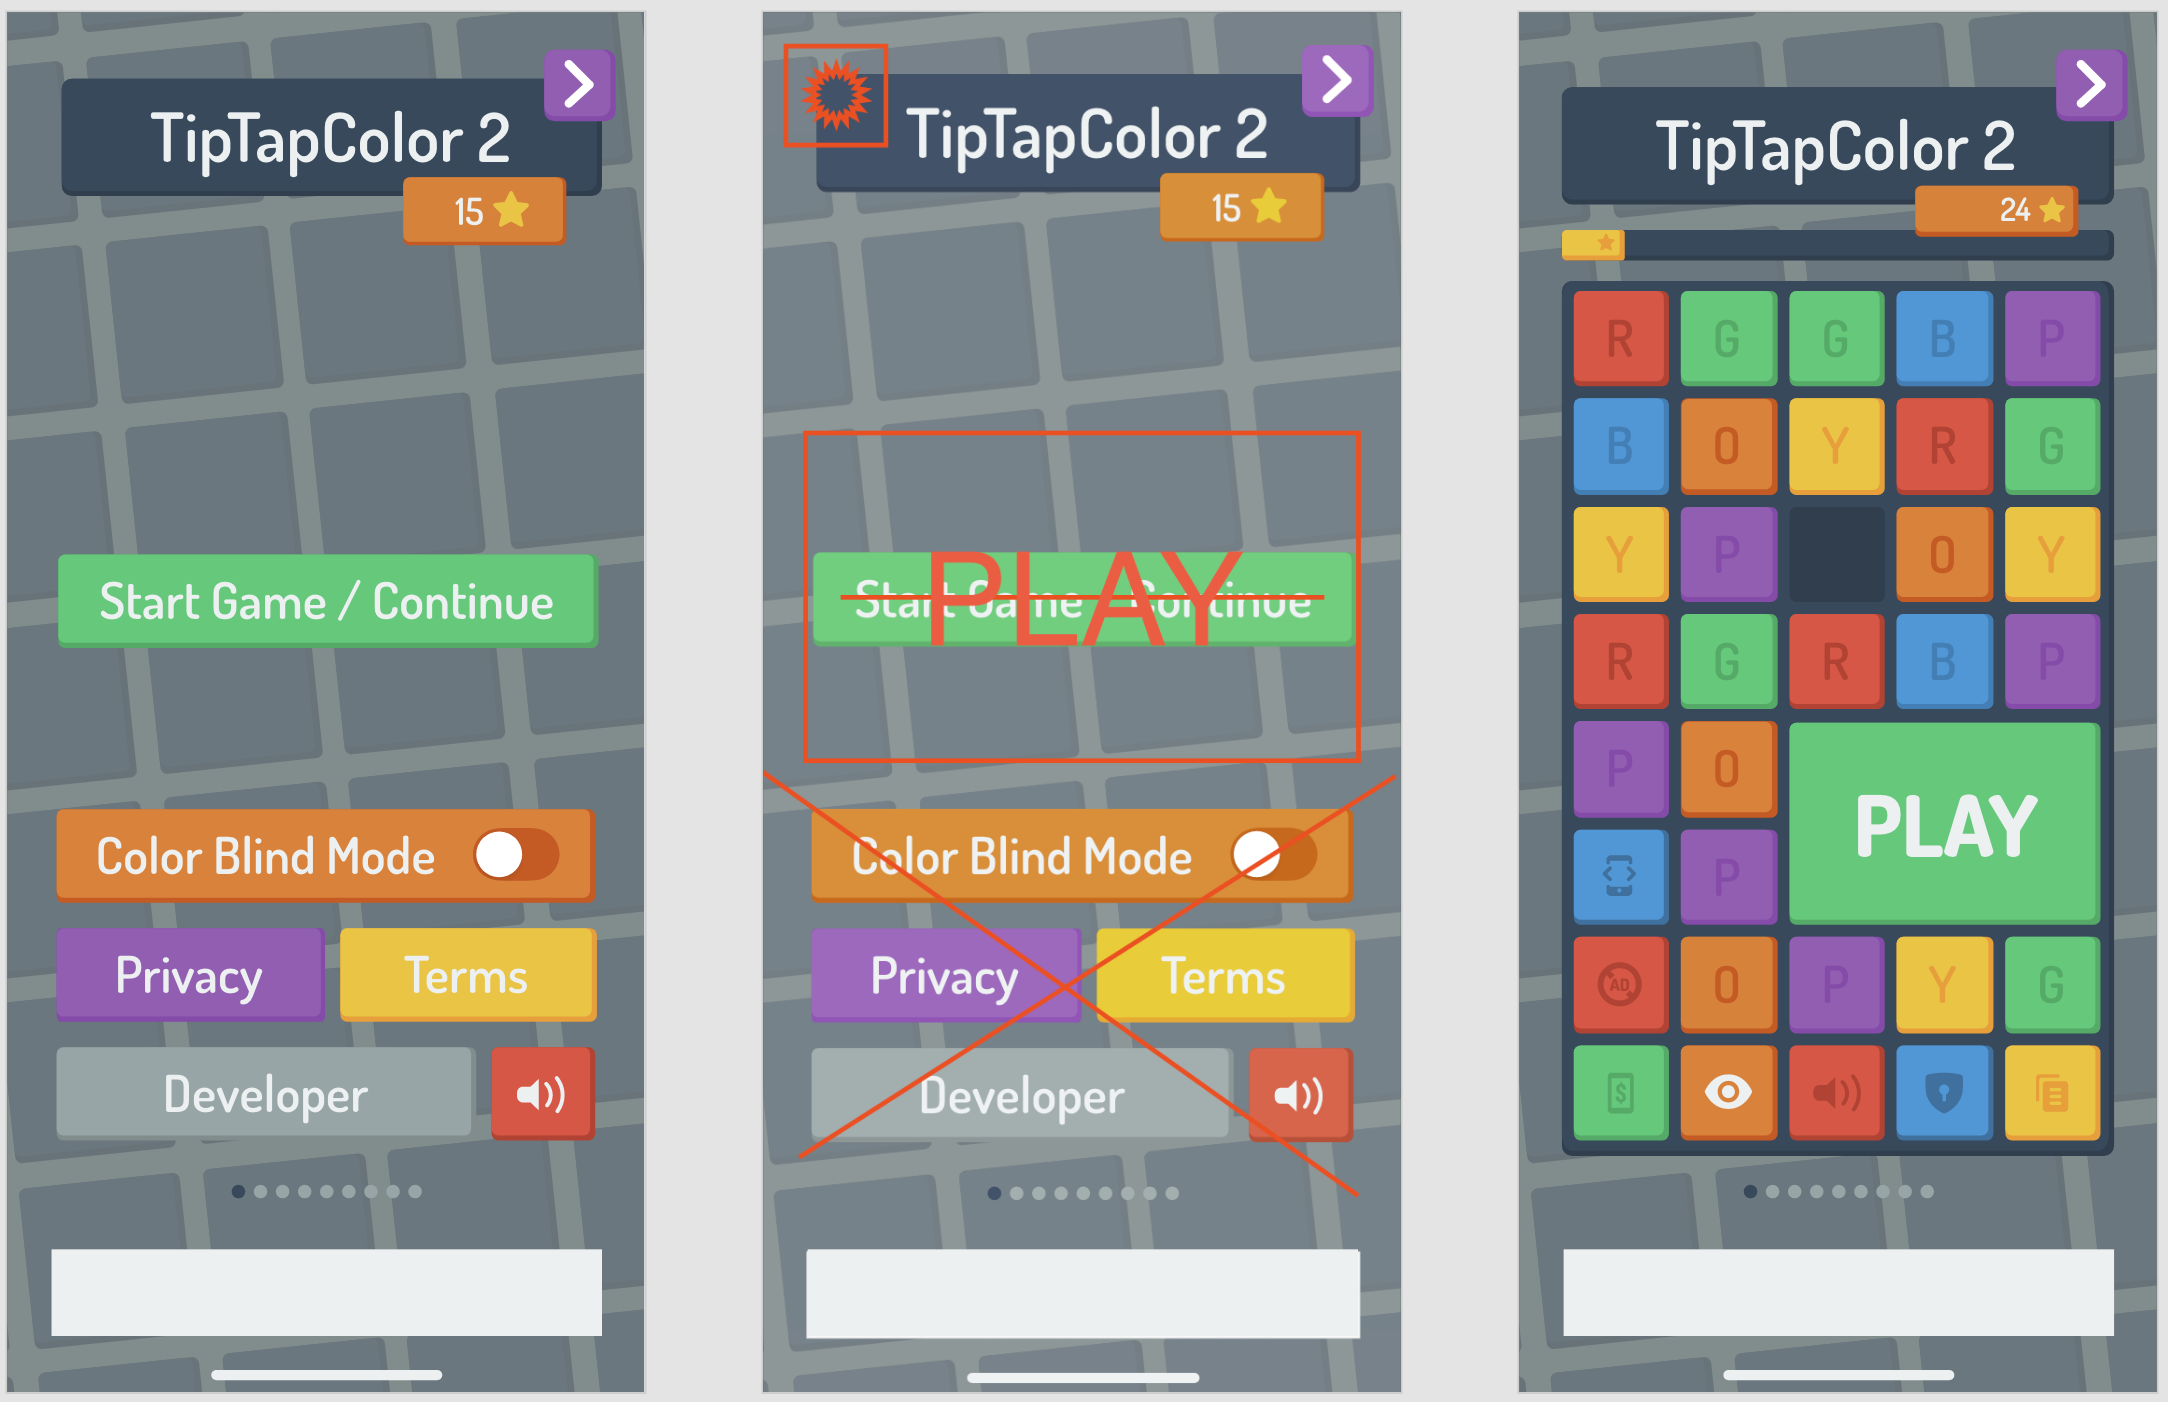 TipTapColor 2
15
Start Game / Continue
Color Blind Mode
Privacy
Terms
Developer
TipTapColor 2
15
Start Game / Continue
PLAY
Color Blind Mode
Privacy
Terms
Developer
TipTapColor 2
24
R G G B P
B O Y R G
Y P O Y
R G R B P
P O
PLAY
P
AD O P Y G
$